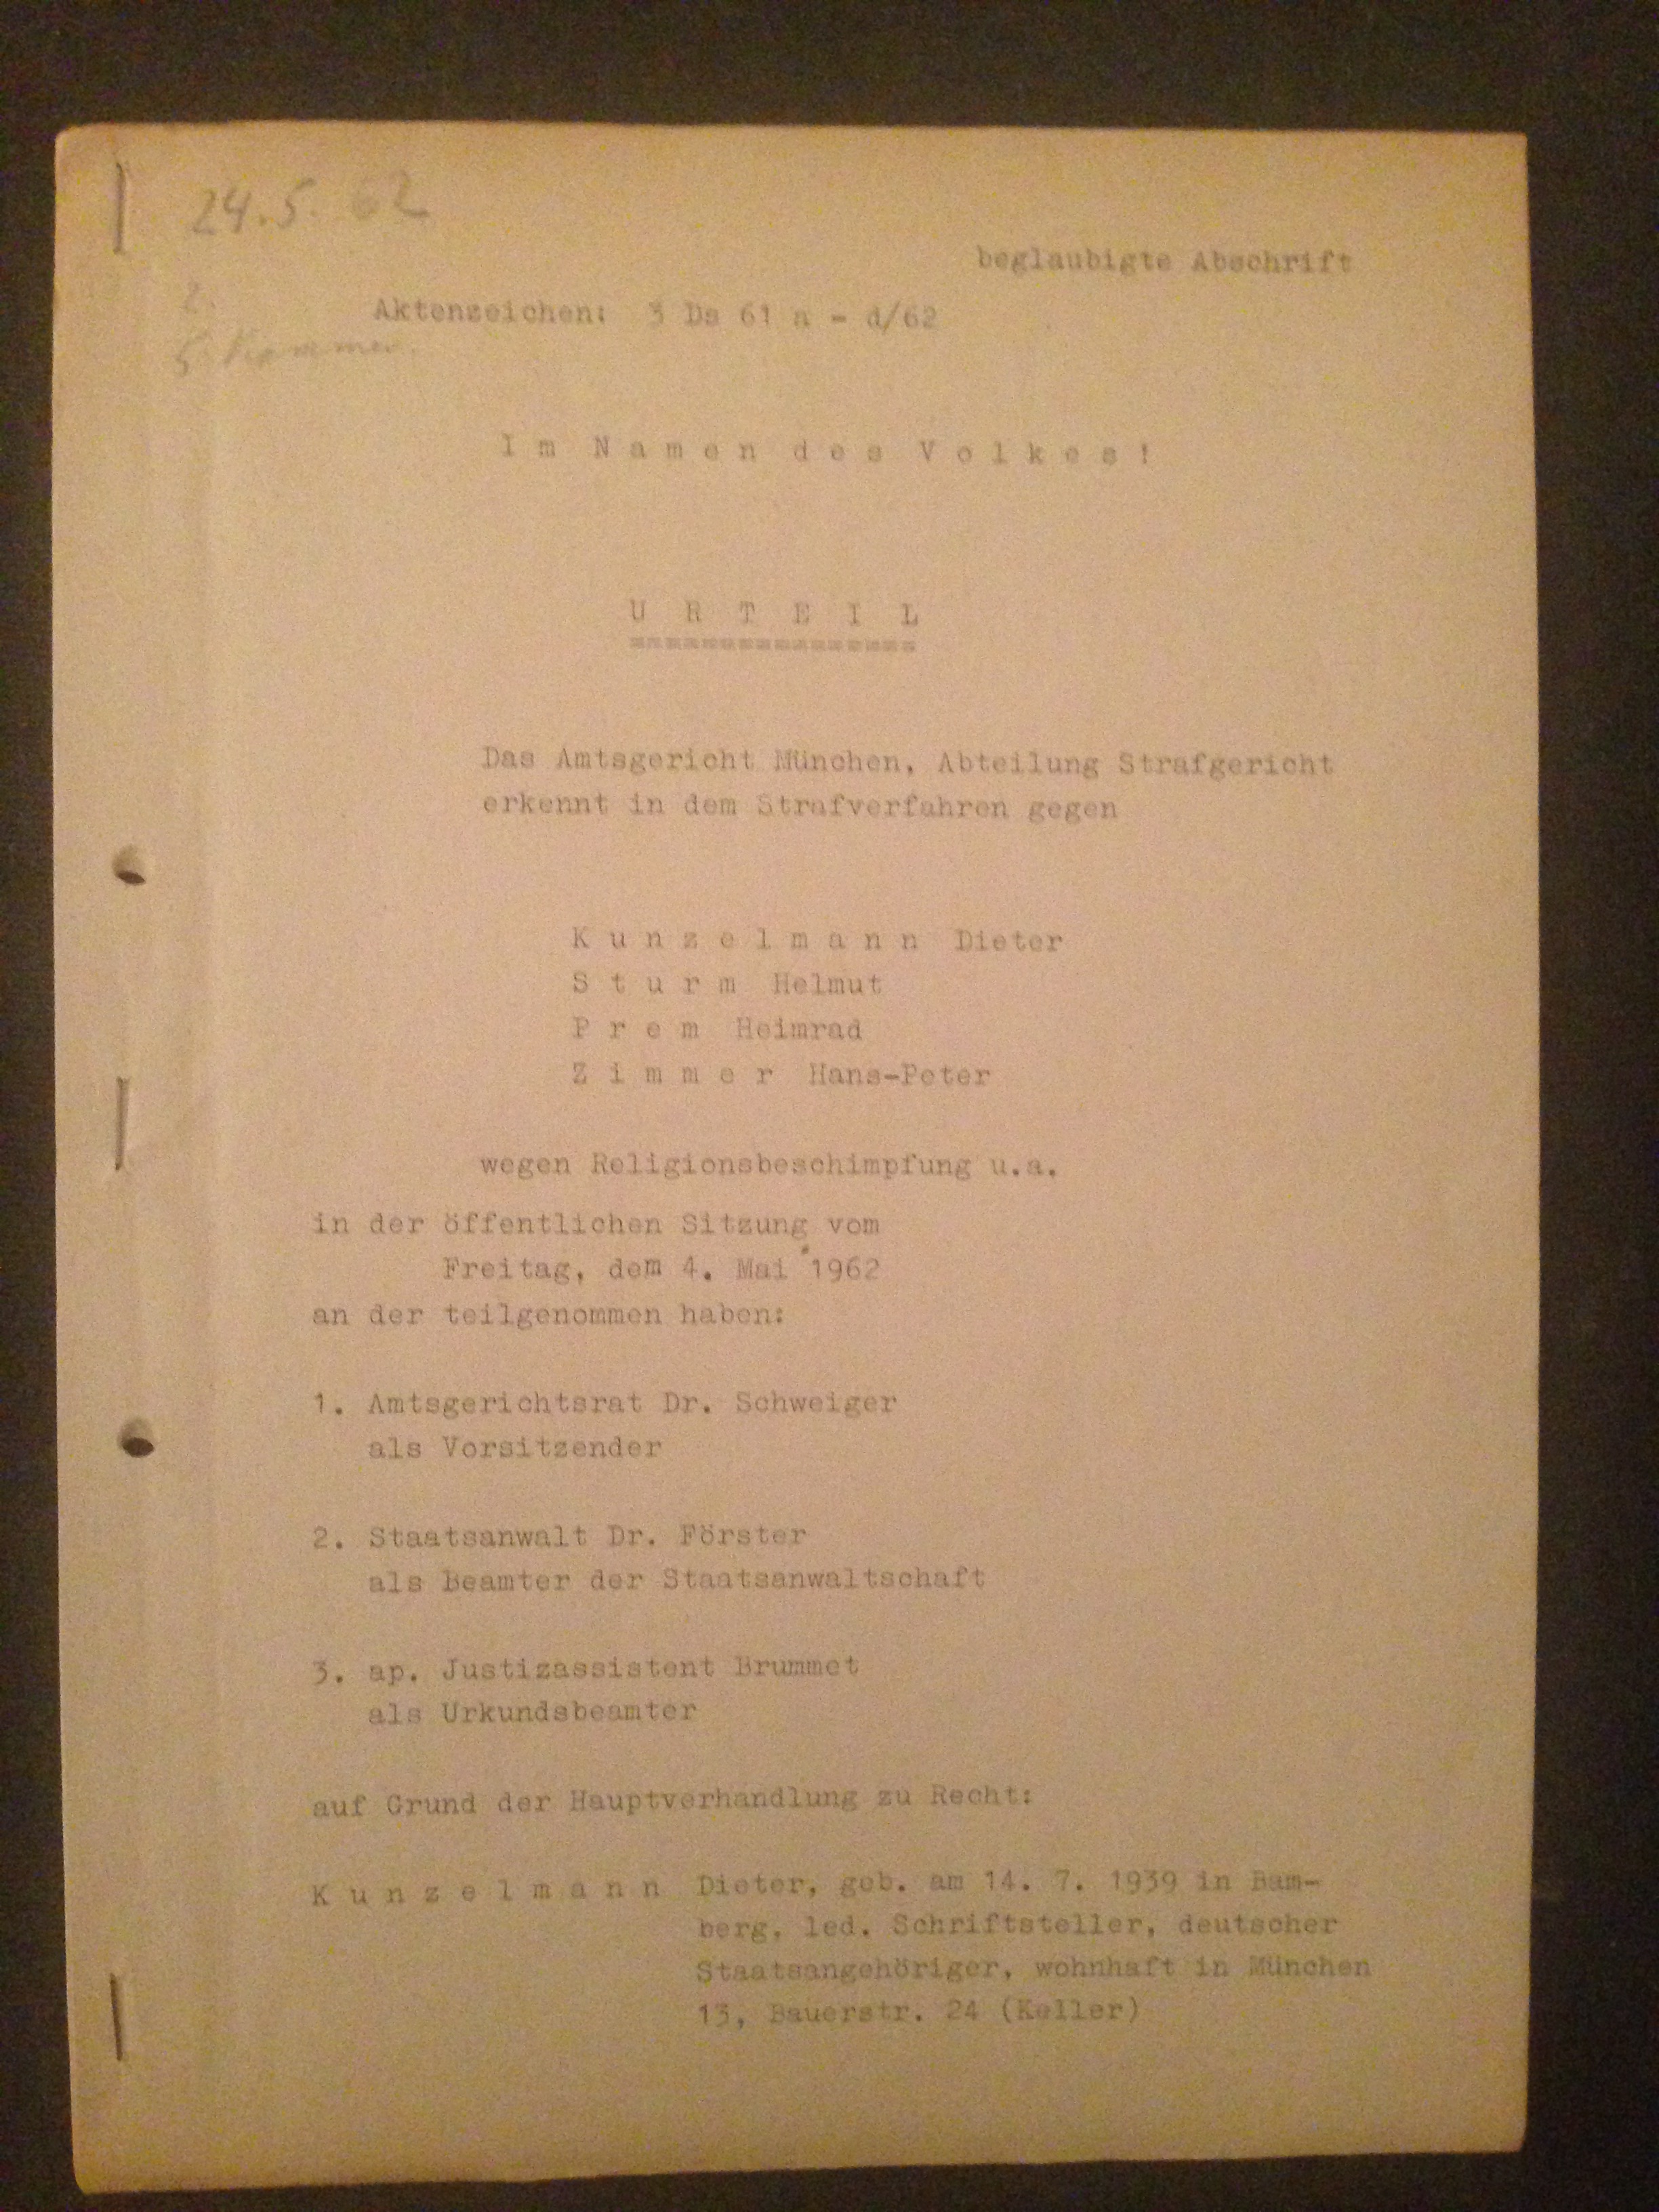 24.5. 62
beglaubigte Abschrift
2.
Aktenzeichen: 3 Ds 61 a - d/62
5. Kammer.
I m N a m e n d e s V o l k e s !
U R T E I L
Das Amtsgericht München, Abteilung Strafgericht
erkennt in dem Strafverfahren gegen
K u n z e l m a n n Dieter
S t u r m Helmut
P r e m Heimrad
Z i m m e r Hans-Peter
wegen Religionsbeschimpfung u.a.
in der öffentlichen Sitzung vom
Freitag, dem 4. Mai 1962
an der teilgenommen haben:
1. Amtsgerichtsrat Dr. Schweiger
als Vorsitzender
2. Staatsanwalt Dr. Förster
als Beamter der Staatsanwaltschaft
3. ap. Justizassistent Brummet
als Urkundsbeamter
auf Grund der Hauptverhandlung zu Recht:
K u n z e l m a n n Dieter, geb. am 14. 7. 1939 in Bam-
berg, led. Schriftsteller, deutscher
Staatsangehöriger, wohnhaft in München
13, Bauerstr. 24 (Keller)